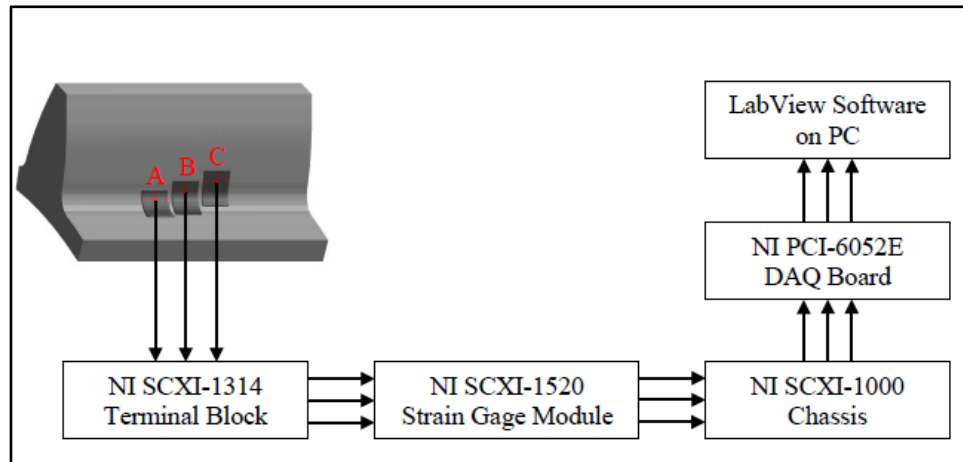 A
B
C
LabView Software
on PC
NI PCI-6052E
DAQ Board
NI SCXI-1314
Terminal Block
NI SCXI-1520
Strain Gage Module
NI SCXI-1000
Chassis